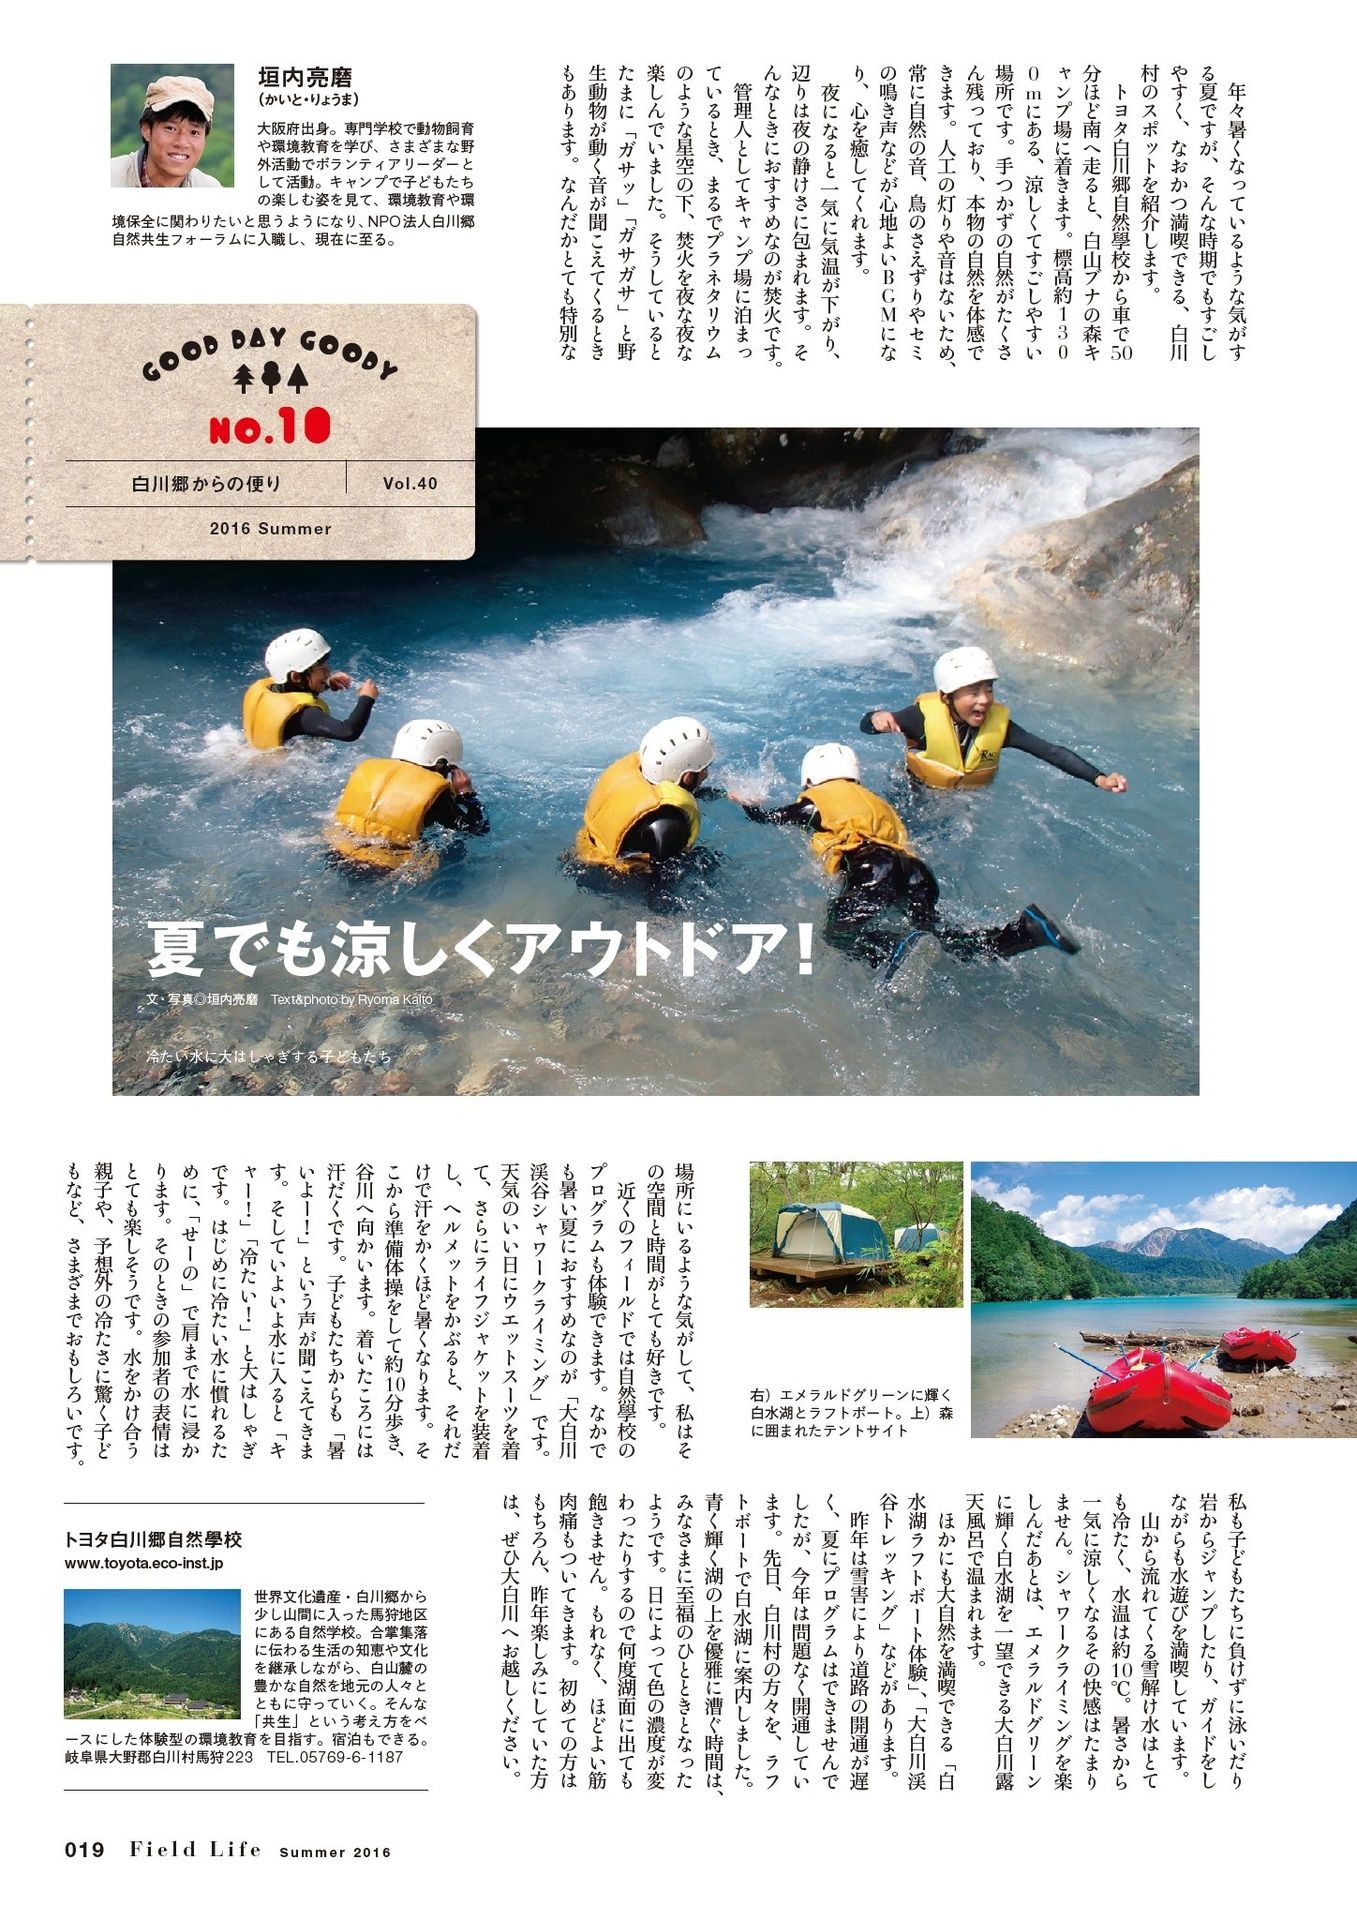 垣内亮磨
(かいと・りょうま)
大阪府出身。専門学校で動物飼育
や環境教育を学び、さまざまな野
外活動でボランティアリーダーと
して活動。キャンプで子どもたち
の楽しむ姿を見て、環境教育や環
境保全に関わりたいと思うようになり、NPO法人白川郷
自然共生フォーラムに入職し、現在に至る。
年々暑くなっているような気がす
る夏ですが、そんな時期でもすごし
やすく、なおかつ満喫できる、白川
村のスポットを紹介します。
トヨタ白川郷自然學校から車で50
分ほど南へ走ると、白山ブナの森キ
ャンプ場に着きます。標高約130
0mにある、涼しくてすごしやすい
場所です。手つかずの自然がたくさ
ん残っており、本物の自然を体感で
きます。人工の灯りや音はないため、
常に自然の音、鳥のさえずりやセミ
の鳴き声などが心地よいBGMにな
り、心を癒してくれます。
夜になると一気に気温が下がり、
辺りは夜の静けさに包まれます。そ
んなときにおすすめなのが焚火です。
管理人としてキャンプ場に泊まっ
ているとき、まるでプラネタリウム
のような星空の下、焚火を夜な夜な
楽しんでいました。そうしていると
たまに「ガサッ」「ガサガサ」と野
生動物が動く音が聞こえてくるとき
もあります。なんだかとても特別な
GOOD DAY GOODY
NO.10
白川郷からの便り
Vol.40
2016 Summer
夏でも涼しくアウトドア!
文・写真◎垣内亮磨 Text&photo by Ryoma Kaito
冷たい水に大はしゃぎする子どもたち
場所にいるような気がして、私はそ
の空間と時間がとても好きです。
近くのフィールドでは自然學校の
プログラムも体験できます。なかで
も暑い夏におすすめなのが「大白川
渓谷シャワークライミング」です。
天気のいい日にウエットスーツを着
て、さらにライフジャケットを装着
し、ヘルメットをかぶると、それだ
けで汗をかくほど暑くなります。そ
こから準備体操をして約10分歩き、
谷川へ向かいます。着いたころには
汗だくです。子どもたちからも「暑
いよー!」という声が聞こえてきま
す。そしていよいよ水に入ると「キ
ャー!」「冷たい!」と大はしゃぎ
です。はじめに冷たい水に慣れるた
めに、「せーの」で肩まで水に浸か
ります。そのときの参加者の表情は
とても楽しそうです。水をかけ合う
親子や、予想外の冷たさに驚く子ど
もなど、さまざまでおもしろいです。
右）エメラルドグリーンに輝く
白水湖とラフトボート。上）森
に囲まれたテントサイト
私も子どもたちに負けずに泳いだり
岩からジャンプしたり、ガイドをし
ながらも水遊びを満喫しています。
山から流れてくる雪解け水はとて
も冷たく、水温は約10℃。暑さから
一気に涼しくなるその快感はたまり
ません。シャワークライミングを楽
しんだあとは、エメラルドグリーン
に輝く白水湖を一望できる大白川露
天風呂で温まれます。
ほかにも大自然を満喫できる「白
水湖ラフトボート体験」、「大白川渓
谷トレッキング」などがあります。
昨年は雪害により道路の開通が遅
く、夏にプログラムはできませんで
したが、今年は問題なく開通してい
ます。先日、白川村の方々を、ラフ
トボートで白水湖に案内しました。
青く輝く湖の上を優雅に漕ぐ時間は、
みなさまに至福のひとときとなった
ようです。日によって色の濃度が変
わったりするので何度湖面に出ても
飽きません。もれなく、ほどよい筋
肉痛もついてきます。初めての方は
もちろん、昨年楽しみにしていた方
は、ぜひ大白川へお越しください。
トヨタ白川郷自然學校
www.toyota.eco-inst.jp
世界文化遺産・白川郷から
少し山間に入った馬狩地区
にある自然学校。合掌集落
に伝わる生活の知恵や文化
を継承しながら、白山麓の
豊かな自然を地元の人々と
ともに守っていく。そんな
「共生」という考え方をベ
ースにした体験型の環境教育を目指す。宿泊もできる。
岐阜県大野郡白川村馬狩223 TEL.05769-6-1187
019 Field Life Summer 2016